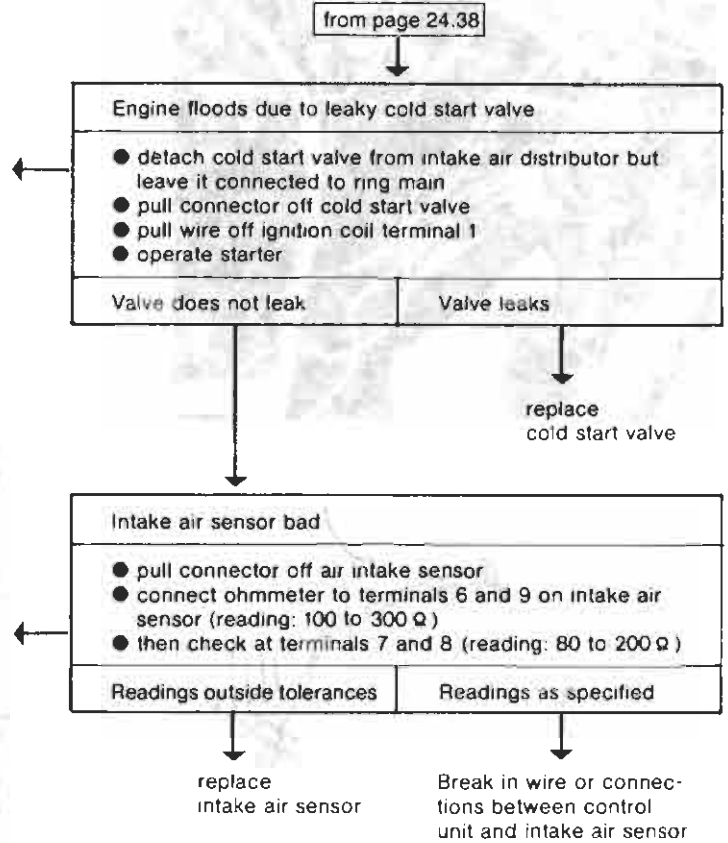 from page 24.38
Engine floods due to leaky cold start valve
● detach cold start valve from intake air distributor but
leave it connected to ring main
● pull connector off cold start valve
● pull wire off ignition coil terminal 1
● operate starter
Valve does not leak
Valve leaks
replace
cold start valve
Intake air sensor bad
● pull connector off air intake sensor
● connect ohmmeter to terminals 6 and 9 on intake air
sensor (reading: 100 to 300 Ω)
● then check at terminals 7 and 8 (reading: 80 to 200 Ω)
Readings outside tolerances
Readings as specified
replace
intake air sensor
Break in wire or connec-
tions between control
unit and intake air sensor